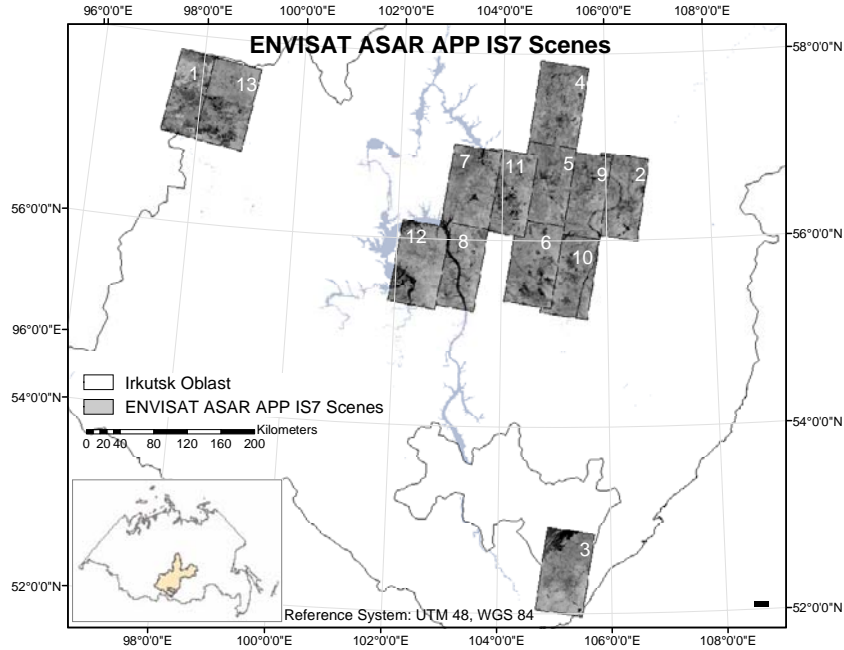 96°0'0"E 98°0'0"E 100°0'0"E 102°0'0"E 104°0'0"E 106°0'0"E 108°0'0"E
ENVISAT ASAR APP IS7 Scenes
58°0'0"N
1 13 4
7 11 5 9 2
56°0'0"N
56°0'0"N
12 8 6
10
96°0'0"E
Irkutsk Oblast
ENVISAT ASAR APP IS7 Scenes
54°0'0"N
54°0'0"N
Kilometers
0 20 40 80 120 160 200
3
52°0'0"N
52°0'0"N
Reference System: UTM 48, WGS 84
98°0'0"E 100°0'0"E 102°0'0"E 104°0'0"E 106°0'0"E 108°0'0"E